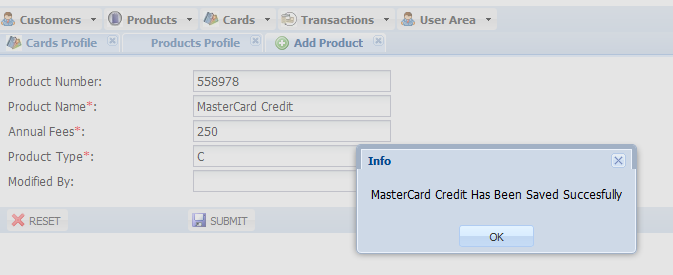 Customers Products Cards Transactions User Area
Cards Profile Products Profile Add Product
Product Number: 558978
Product Name*: MasterCard Credit
Annual Fees*: 250
Product Type*: C
Modified By:
Info
MasterCard Credit Has Been Saved Succesfully
OK
RESET SUBMIT